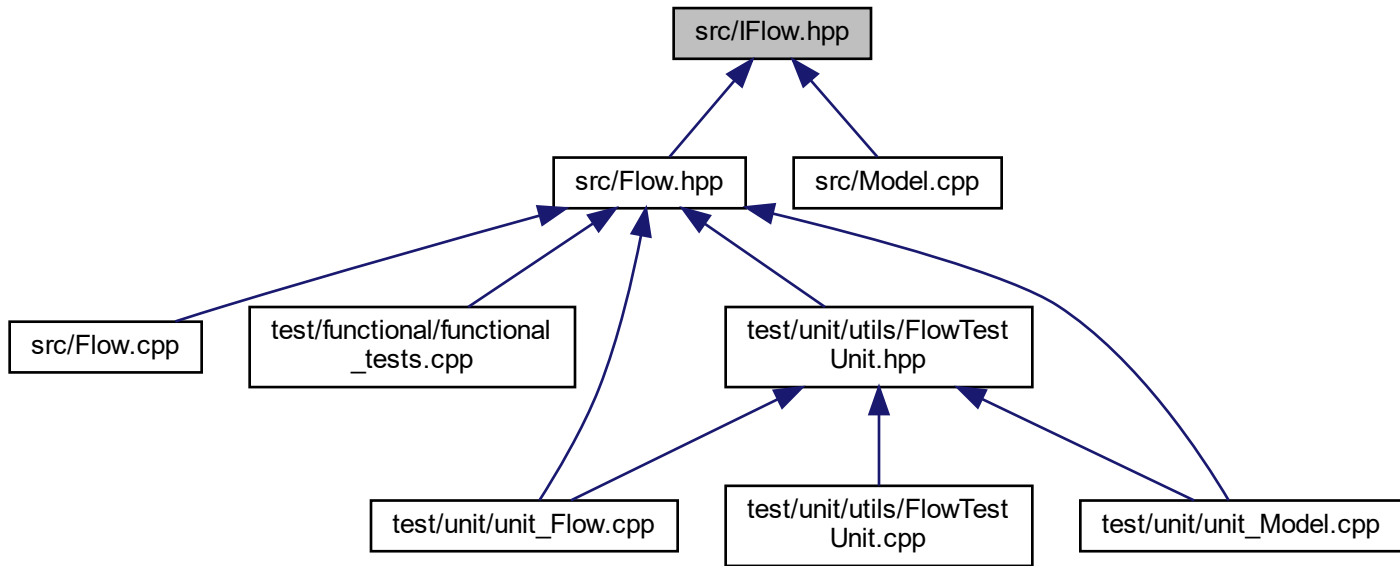 src/IFlow.hpp
src/Flow.hpp
src/Model.cpp
src/Flow.cpp
test/functional/functional
_tests.cpp
test/unit/utils/FlowTest
Unit.hpp
test/unit/unit_Flow.cpp
test/unit/utils/FlowTest
Unit.cpp
test/unit/unit_Model.cpp